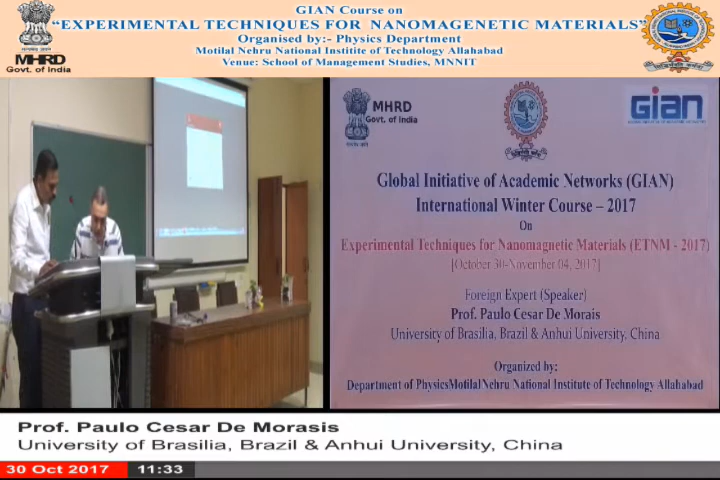 GIAN Course on
“EXPERIMENTAL TECHNIQUES FOR NANOMAGENETIC MATERIALS”
Organised by:- Physics Department
Motilal Nehru National Institite of Technology Allahabad
Venue: School of Management Studies, MNNIT
MHRD
Govt. of India
MHRD
Govt. of India
GIAN
Global Initiative of Academic Networks (GIAN)
International Winter Course – 2017
On
Experimental Techniques for Nanomagnetic Materials (ETNM - 2017)
[October 30-November 04, 2017]
Foreign Expert (Speaker)
Prof. Paulo Cesar De Morais
University of Brasilia, Brazil & Anhui University, China
Organized by:
Department of PhysicsMotilalNehru National Institute of Technology Allahabad
Prof. Paulo Cesar De Morasis
University of Brasilia, Brazil & Anhui University, China
30 Oct 2017 11:33